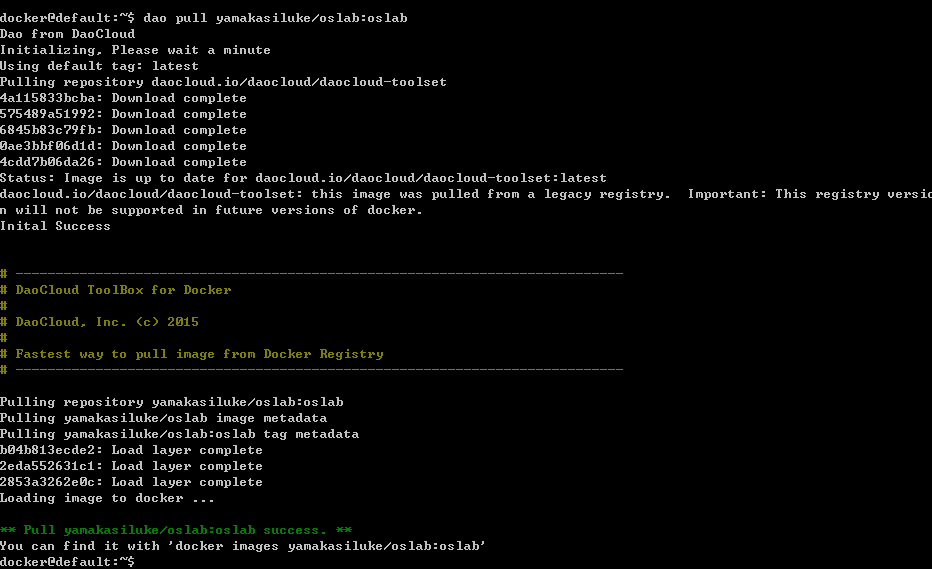 docker@default:~$ dao pull yamakasiluke/oslab:oslab
Dao from DaoCloud
Initializing, Please wait a minute
Using default tag: latest
Pulling repository daocloud.io/daocloud/daocloud-toolset
4a115833bcba: Download complete
575489a51992: Download complete
6845b83c79fb: Download complete
0ae3bbf06d1d: Download complete
4cdd7b06da26: Download complete
Status: Image is up to date for daocloud.io/daocloud/daocloud-toolset:latest
daocloud.io/daocloud/daocloud-toolset: this image was pulled from a legacy registry.  Important: This registry versio
n will not be supported in future versions of docker.
Inital Success
# ----------------------------------------------------------------------------
# DaoCloud ToolBox for Docker
#
# DaoCloud, Inc. (c) 2015
#
# Fastest way to pull image from Docker Registry
# ----------------------------------------------------------------------------
Pulling repository yamakasiluke/oslab:oslab
Pulling yamakasiluke/oslab image metadata
Pulling yamakasiluke/oslab:oslab tag metadata
b04b813ecde2: Load layer complete
2eda552631c1: Load layer complete
2853a3262e0c: Load layer complete
Loading image to docker ...
** Pull yamakasiluke/oslab:oslab success. **
You can find it with 'docker images yamakasiluke/oslab:oslab'
docker@default:~$